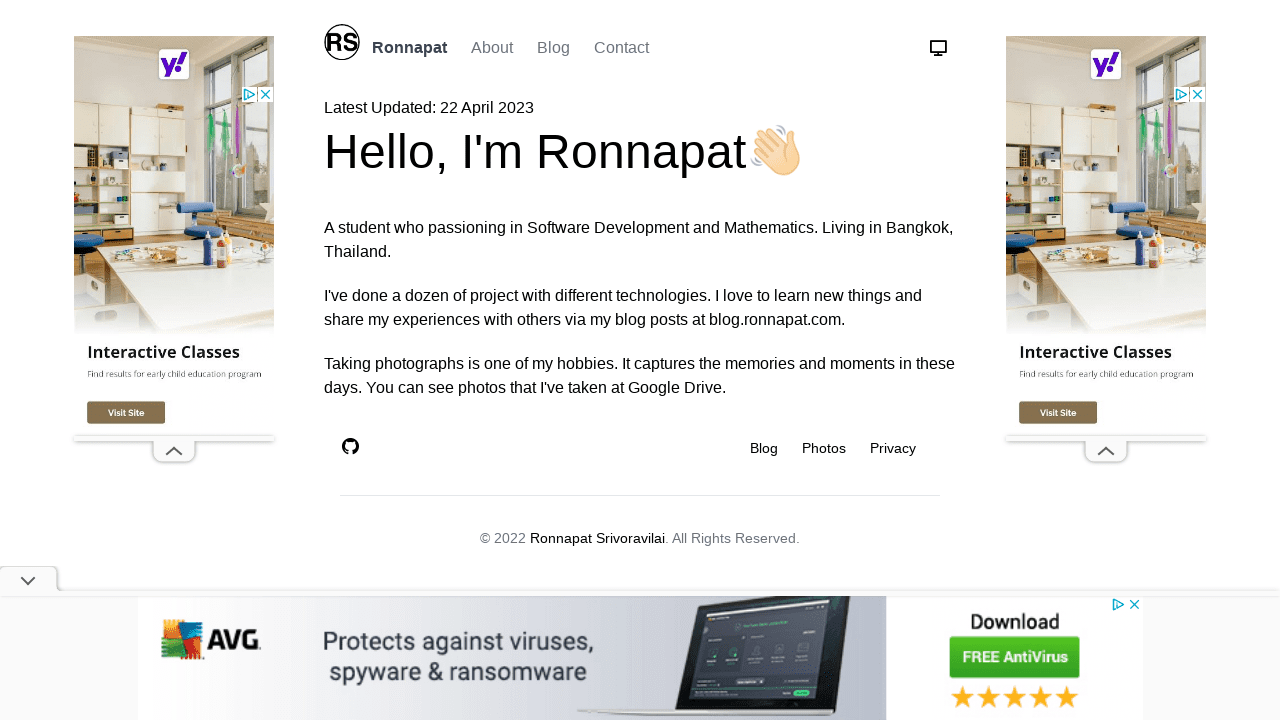 RS
Ronnapat About Blog Contact
Latest Updated: 22 April 2023
Hello, I'm Ronnapat
A student who passioning in Software Development and Mathematics. Living in Bangkok,
Thailand.
I've done a dozen of project with different technologies. I love to learn new things and
share my experiences with others via my blog posts at blog.ronnapat.com.
Taking photographs is one of my hobbies. It captures the memories and moments in these
days. You can see photos that I've taken at Google Drive.
Blog Photos Privacy
© 2022 Ronnapat Srivoravilai. All Rights Reserved.
y!
Interactive Classes
Find results for early child education program
Visit Site
y!
Interactive Classes
Find results for early child education program
Visit Site
AVG
Protects against viruses,
spyware & ransomware
Download
FREE AntiVirus